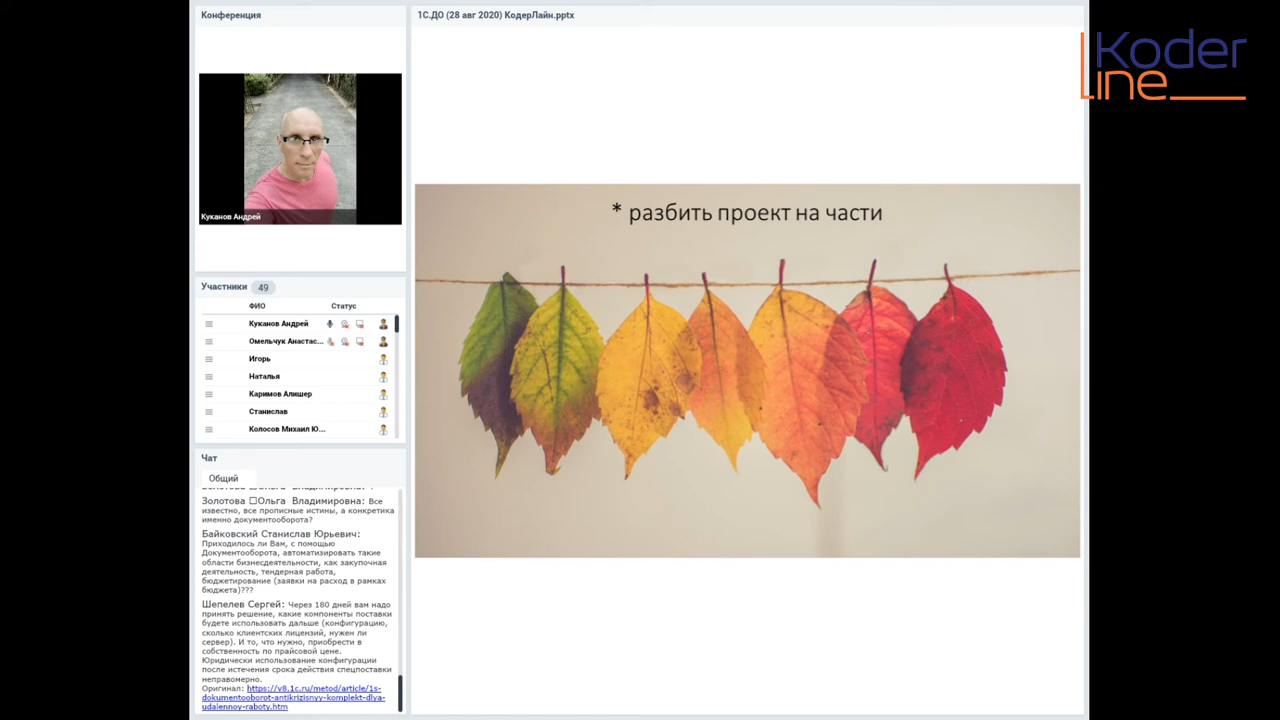 Конференция
1С.ДО (28 авг 2020) КодерЛайн.pptx
Koder
Line
Куканов Андрей
* разбить проект на части
Участники 49
ФИО Статус
Куканов Андрей
Омельчук Анастас...
Игорь
Наталья
Каримов Алишер
Станислав
Колосов Михаил Ю...
Чат
Общий
Золотова □Ольга Владимировна: Все
известно, все прописные истины, а конкретика
именно документооборота?
Байковский Станислав Юрьевич:
Приходилось ли Вам, с помощью
Документооборота, автоматизировать такие
области бизнесдеятельности, как закупочная
деятельность, тендерная работа,
бюджетирование (заявки на расход в рамках
бюджета)???
Шепелев Сергей: Через 180 дней вам надо
принять решение, какие компоненты поставки
будете использовать дальше (конфигурацию,
сколько клиентских лицензий, нужен ли
сервер). И то, что нужно, приобрести в
собственность по прайсовой цене.
Юридически использование конфигурации
после истечения срока действия спецпоставки
неправомерно.
Оригинал: https://v8.1c.ru/metod/article/1s-
dokumentooborot-antikrizisnyy-komplekt-dlya-
udalennoy-raboty.htm